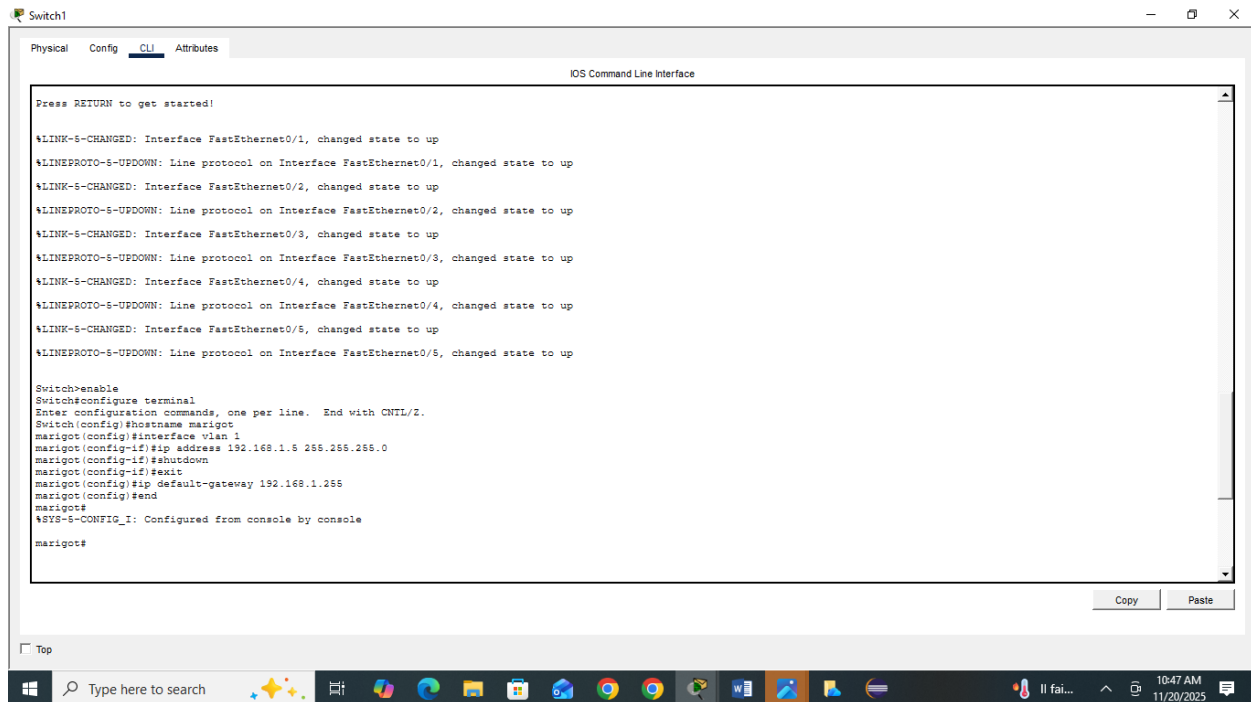 Switch1
Physical Config CLI Attributes
IOS Command Line Interface
Press RETURN to get started!
%LINK-5-CHANGED: Interface FastEthernet0/1, changed state to up
%LINEPROTO-5-UPDOWN: Line protocol on Interface FastEthernet0/1, changed state to up
%LINK-5-CHANGED: Interface FastEthernet0/2, changed state to up
%LINEPROTO-5-UPDOWN: Line protocol on Interface FastEthernet0/2, changed state to up
%LINK-5-CHANGED: Interface FastEthernet0/3, changed state to up
%LINEPROTO-5-UPDOWN: Line protocol on Interface FastEthernet0/3, changed state to up
%LINK-5-CHANGED: Interface FastEthernet0/4, changed state to up
%LINEPROTO-5-UPDOWN: Line protocol on Interface FastEthernet0/4, changed state to up
%LINK-5-CHANGED: Interface FastEthernet0/5, changed state to up
%LINEPROTO-5-UPDOWN: Line protocol on Interface FastEthernet0/5, changed state to up
Switch>enable
Switch#configure terminal
Enter configuration commands, one per line. End with CNTL/Z.
Switch(config)#hostname marigot
marigot(config)#interface vlan 1
marigot(config-if)#ip address 192.168.1.5 255.255.255.0
marigot(config-if)#shutdown
marigot(config-if)#exit
marigot(config)#ip default-gateway 192.168.1.255
marigot(config)#end
marigot#
%SYS-5-CONFIG_I: Configured from console by console
marigot#
Copy Paste
Top
Type here to search
Il fai...
10:47 AM
11/20/2025